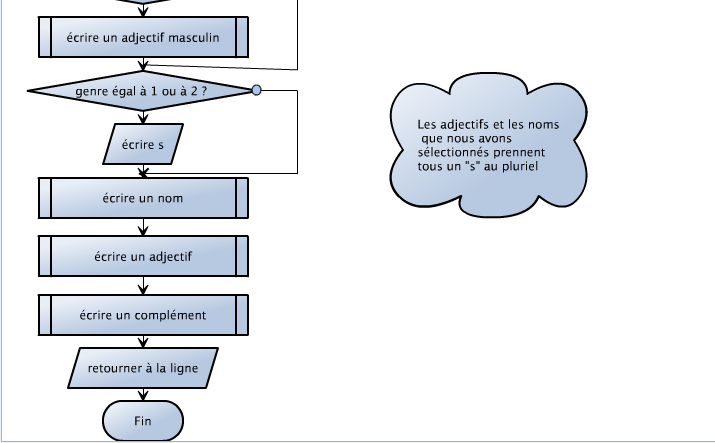 écrire un adjectif masculin
genre égal à 1 ou à 2 ?
écrire s
écrire un nom
écrire un adjectif
écrire un complément
retourner à la ligne
Fin
Les adjectifs et les noms
que nous avons
sélectionnés prennent
tous un "s" au pluriel